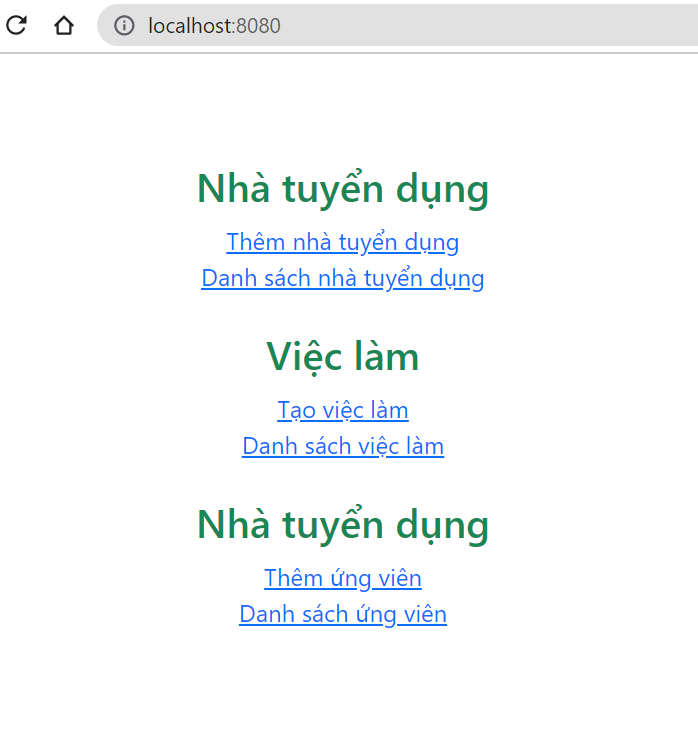 localhost:8080
Nhà tuyển dụng
Thêm nhà tuyển dụng
Danh sách nhà tuyển dụng
Việc làm
Tạo việc làm
Danh sách việc làm
Nhà tuyển dụng
Thêm ứng viên
Danh sách ứng viên